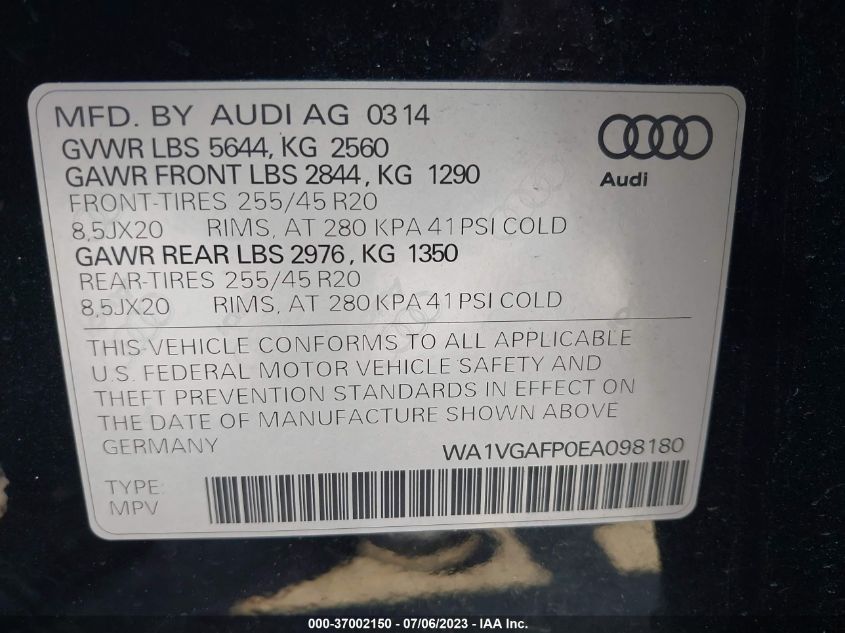 MFD. BY AUDI AG 0314
GVWR LBS 5644, KG 2560
GAWR FRONT LBS 2844, KG 1290
FRONT-TIRES 255/45 R20
8,5JX20 RIMS, AT 280 KPA 41 PSI COLD
GAWR REAR LBS 2976, KG 1350
REAR-TIRES 255/45 R20
8,5JX20 RIMS, AT 280 KPA 41 PSI COLD
Audi
THIS VEHICLE CONFORMS TO ALL APPLICABLE
U.S. FEDERAL MOTOR VEHICLE SAFETY AND
THEFT PREVENTION STANDARDS IN EFFECT ON
THE DATE OF MANUFACTURE SHOWN ABOVE
GERMANY WA1VGAFP0EA098180
TYPE:
MPV
000-37002150 - 07/06/2023 - IAA Inc.